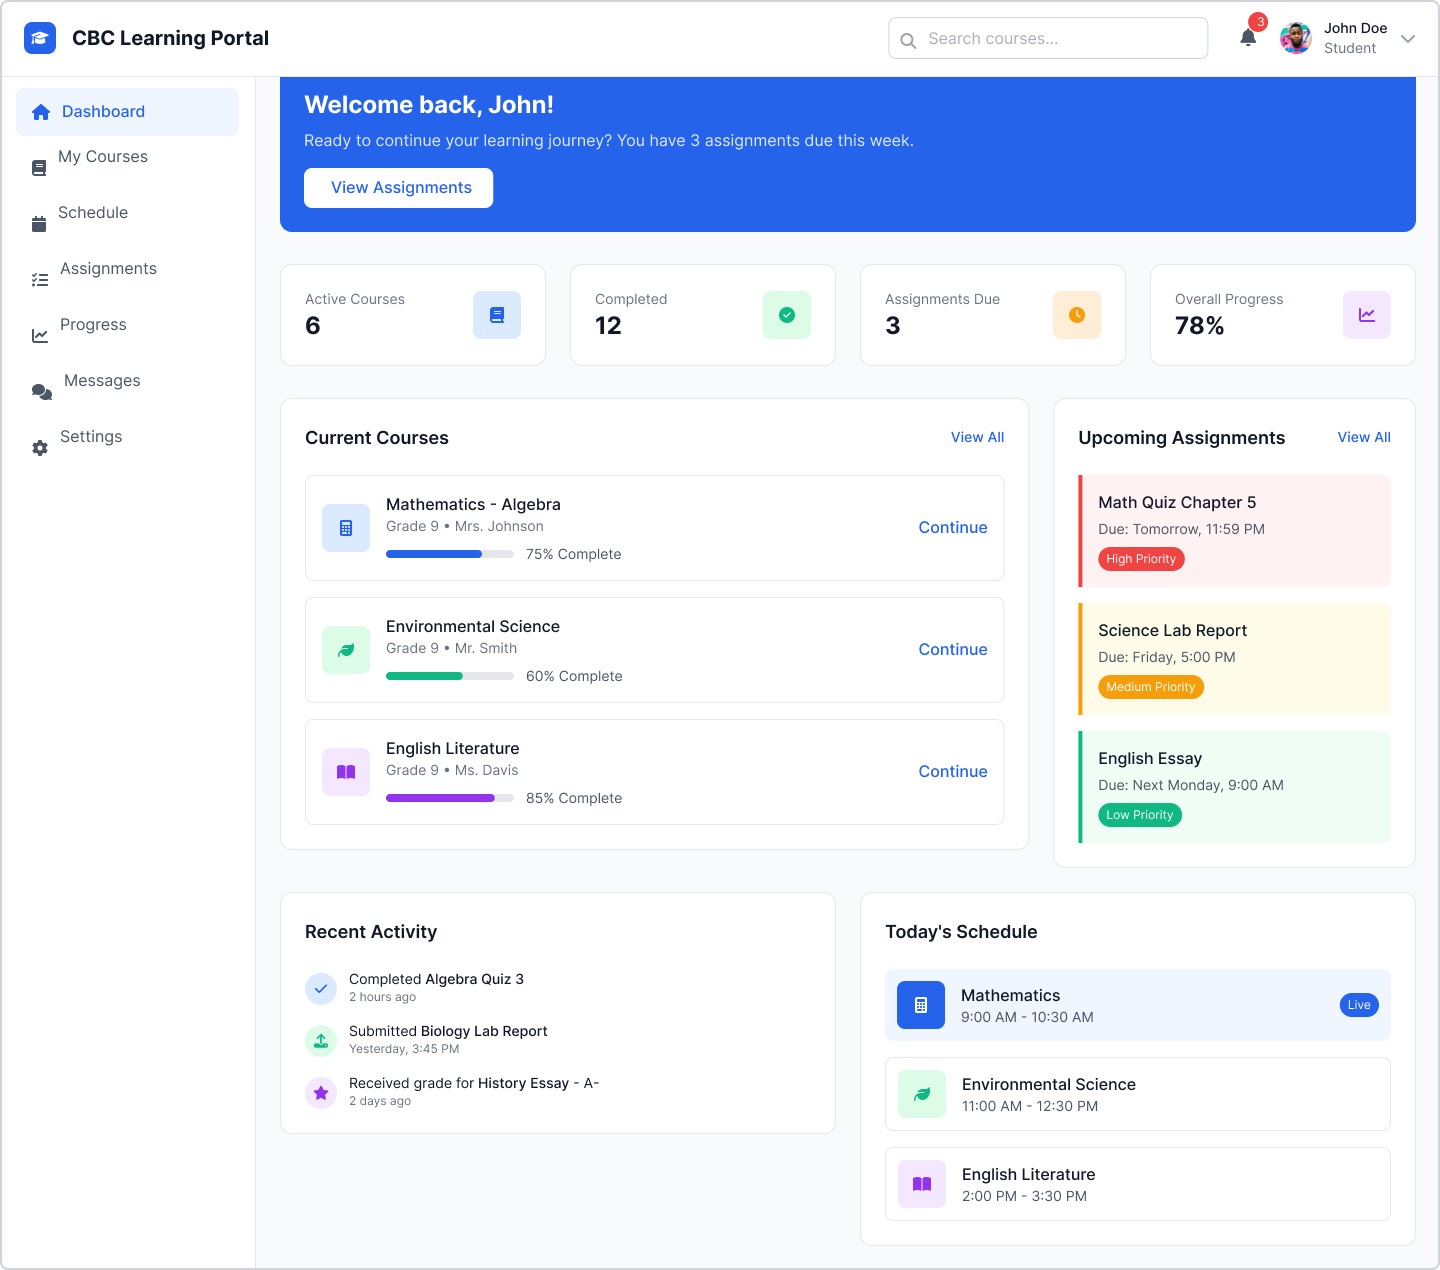 CBC Learning Portal
Search courses...
3
John Doe
Student
Dashboard
My Courses
Schedule
Assignments
Progress
Messages
Settings
Welcome back, John!
Ready to continue your learning journey? You have 3 assignments due this week.
View Assignments
Active Courses
6
Completed
12
Assignments Due
3
Overall Progress
78%
Current Courses
View All
Mathematics - Algebra
Grade 9 • Mrs. Johnson
75% Complete
Continue
Environmental Science
Grade 9 • Mr. Smith
60% Complete
Continue
English Literature
Grade 9 • Ms. Davis
85% Complete
Continue
Upcoming Assignments
View All
Math Quiz Chapter 5
Due: Tomorrow, 11:59 PM
High Priority
Science Lab Report
Due: Friday, 5:00 PM
Medium Priority
English Essay
Due: Next Monday, 9:00 AM
Low Priority
Recent Activity
Completed Algebra Quiz 3
2 hours ago
Submitted Biology Lab Report
Yesterday, 3:45 PM
Received grade for History Essay - A-
2 days ago
Today's Schedule
Mathematics
9:00 AM - 10:30 AM
Live
Environmental Science
11:00 AM - 12:30 PM
English Literature
2:00 PM - 3:30 PM